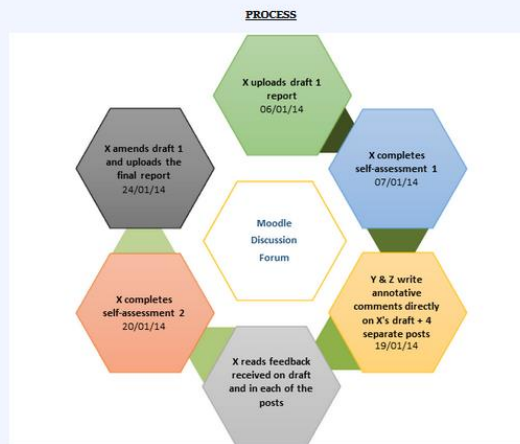 PROCESS
X uploads draft 1
report
06/01/14
X completes
self-assessment 1
07/01/14
Y & Z write
annotative
comments directly
on X's draft + 4
separate posts
19/01/14
X reads feedback
received on draft
and in each of the
posts
X completes
self-assessment 2
20/01/14
X amends draft 1
and uploads the
final report
24/01/14
Moodle
Discussion
Forum